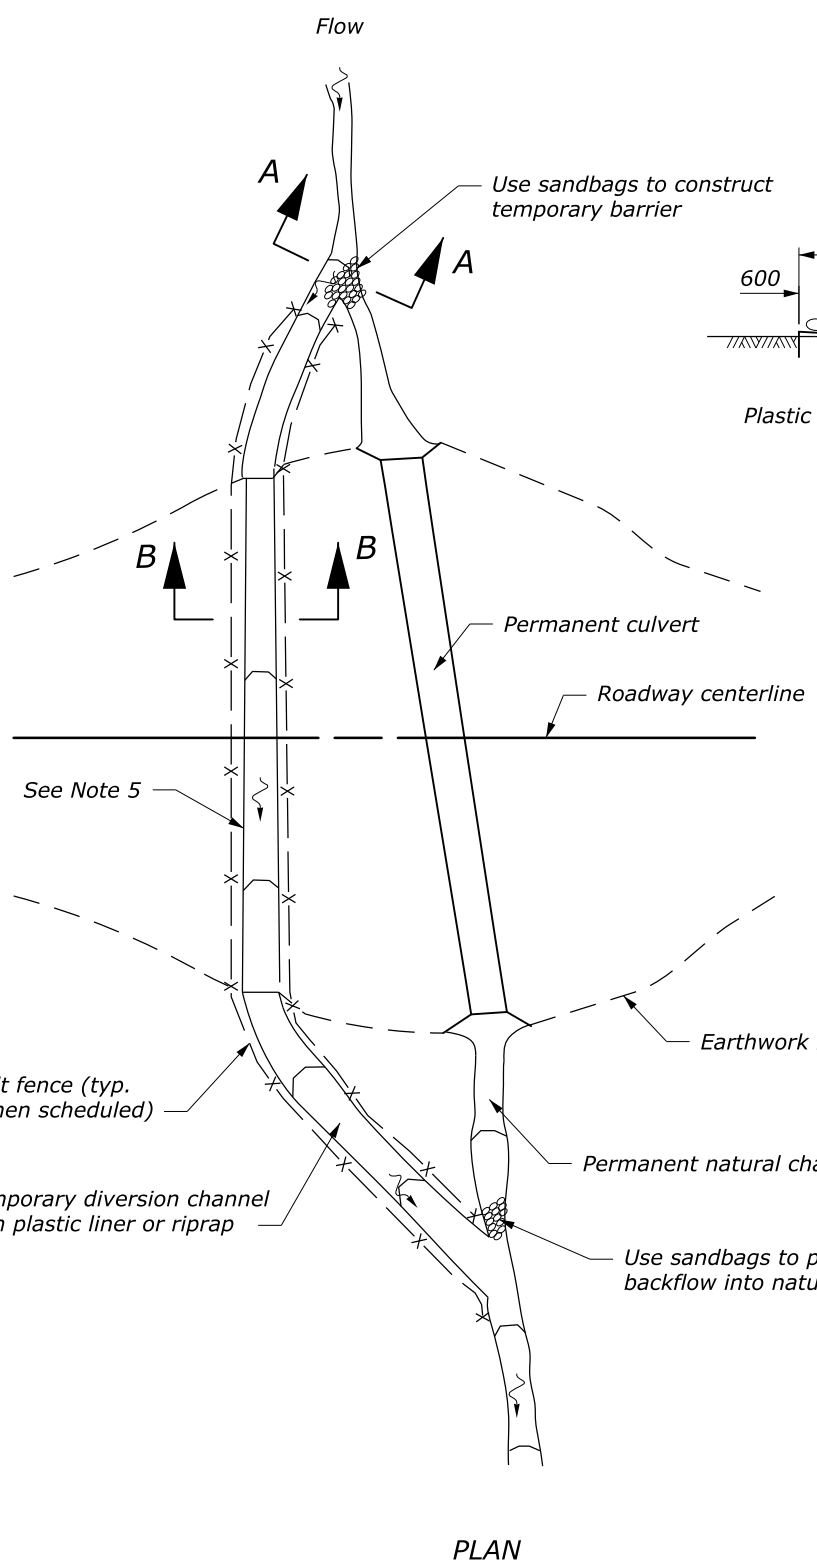 Flow
A
Use sandbags to construct
temporary barrier
A
600
Plastic
B
B
Permanent culvert
Roadway centerline
See Note 5
Earthwork
t fence (typ.
en scheduled)
Permanent natural cha
porary diversion channel
plastic liner or riprap
Use sandbags to p
backflow into natu
PLAN